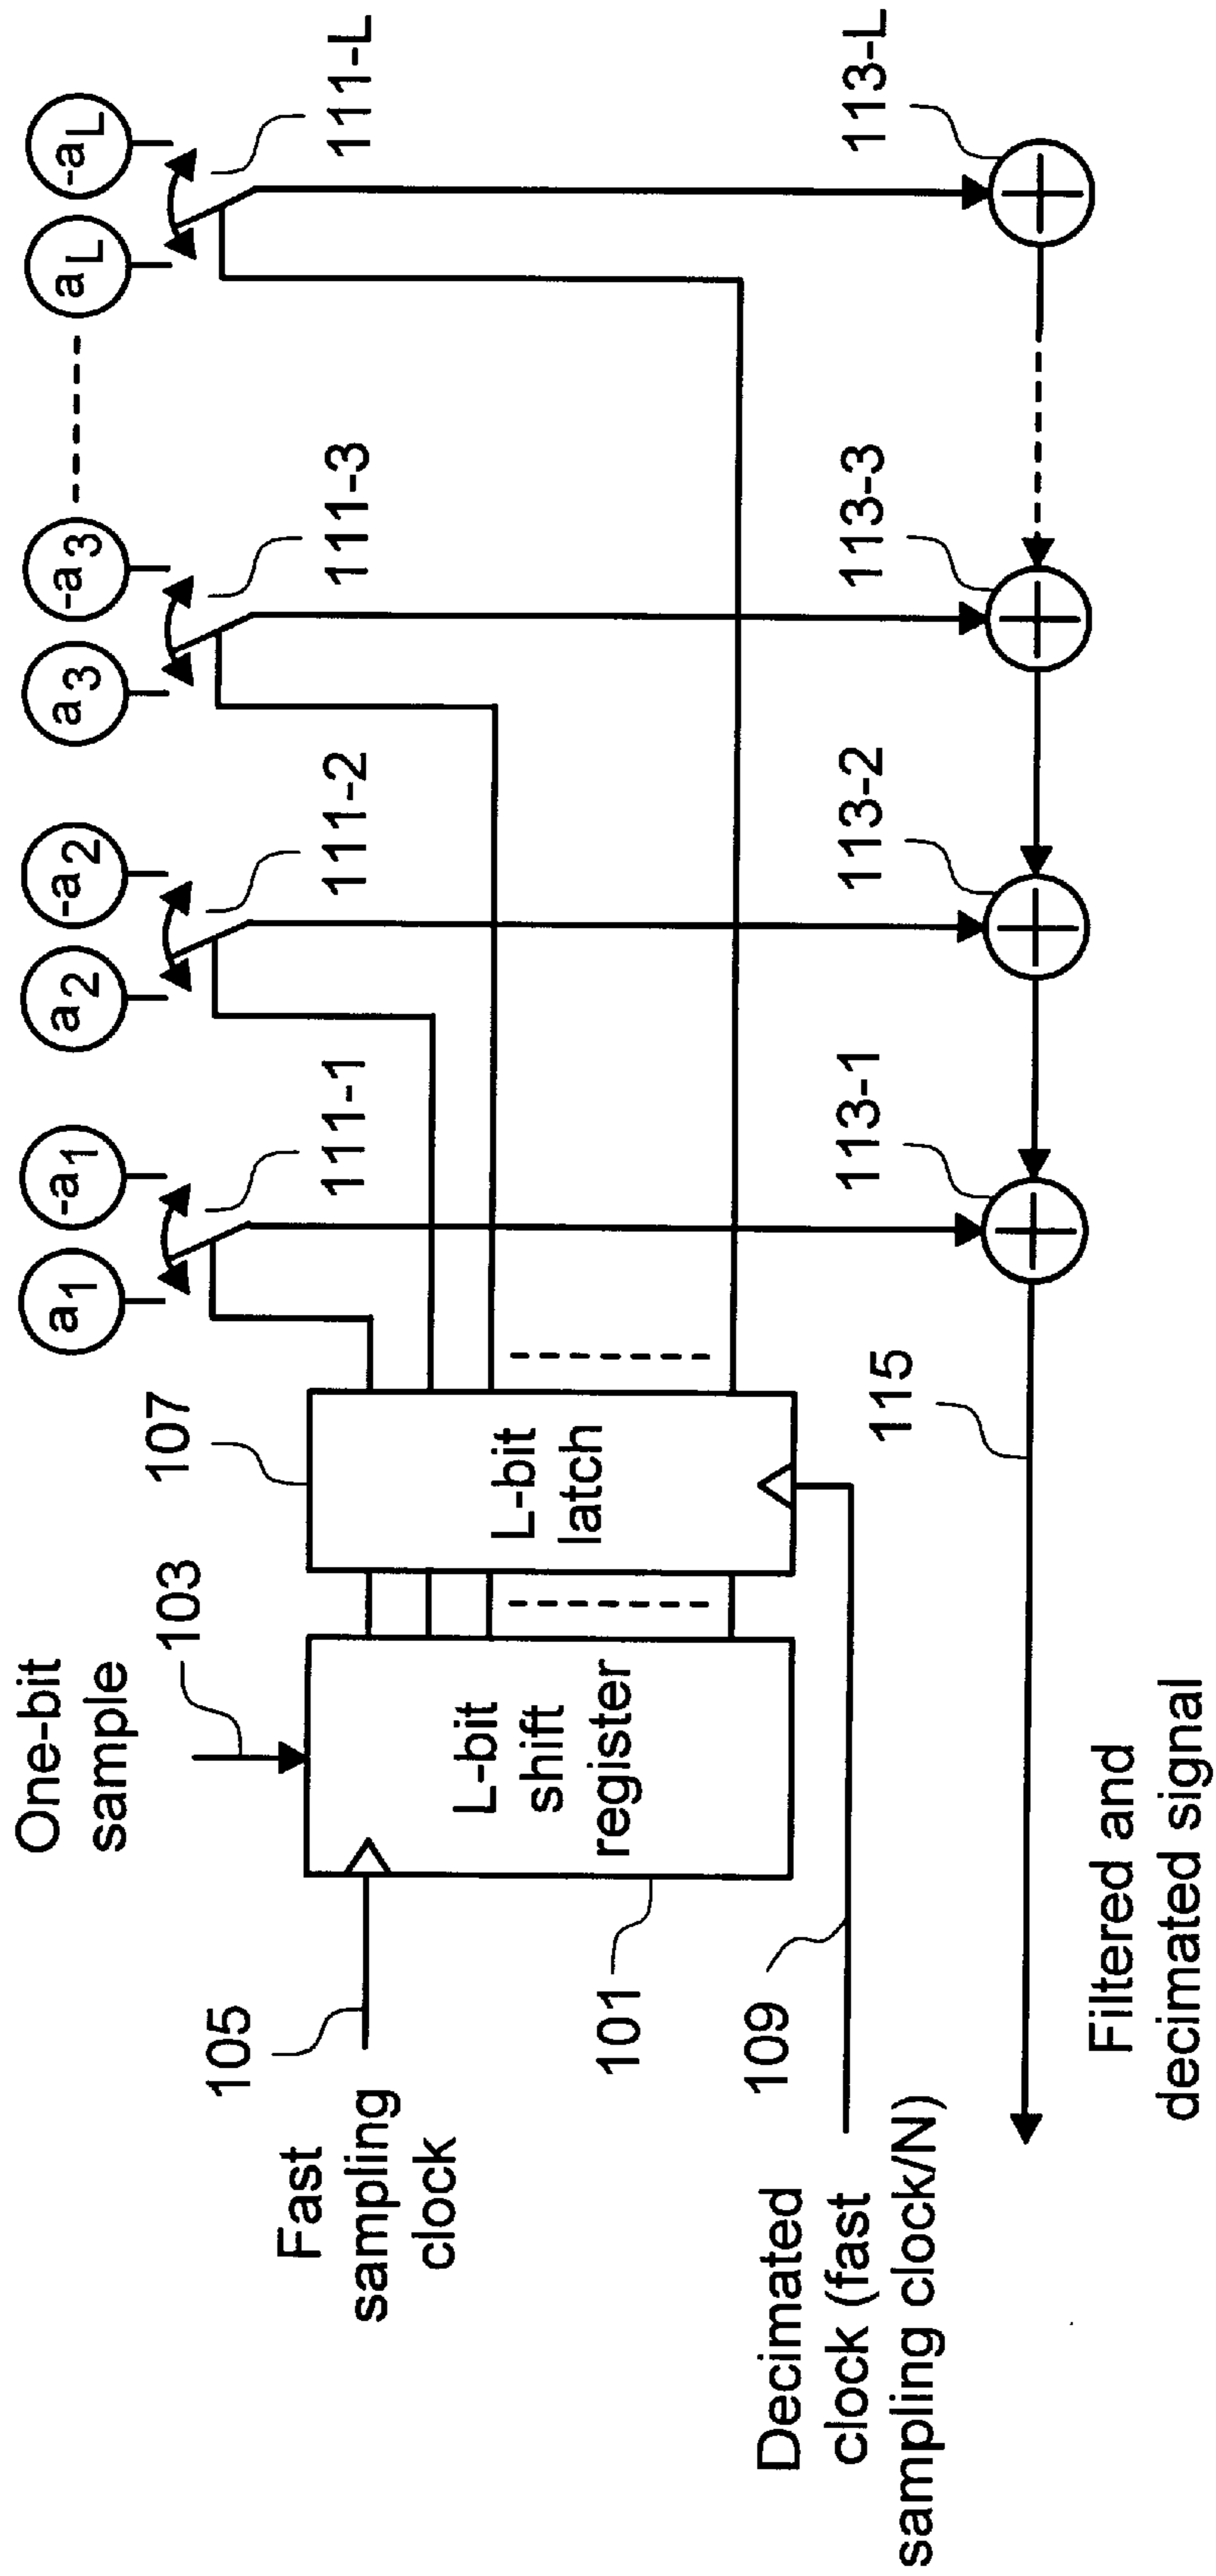 a1
-a1
a2
-a2
a3
-a3
aL
-aL
111-1
111-2
111-3
111-L
One-bit
sample
103
107
105
Fast
sampling
clock
L-bit
shift
register
L-bit
latch
101
109
Decimated
clock (fast
sampling clock/N)
115
113-1
113-2
113-3
113-L
Filtered and
decimated signal